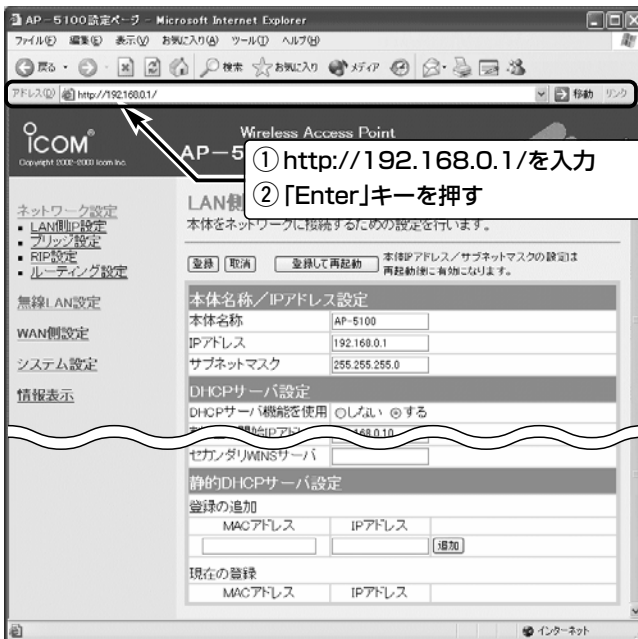 AP-5100設定ページ - Microsoft Internet Explorer
ファイル(F) 編集(E) 表示(V) お気に入り(A) ツール(T) ヘルプ(H)
戻る 検索 お気に入り メディア
アドレス(D) http://192.168.0.1/ 移動 リンク
ICOM®
Copyright 2002-2003 Icom Inc.
Wireless Access Point
AP-5
①http://192.168.0.1/を入力
②「Enter」キーを押す
ネットワーク設定
▪ LAN側IP設定
▪ ブリッジ設定
▪ RIP設定
▪ ルーティング設定
無線LAN設定
WAN側設定
システム設定
情報表示
LAN側
本体をネットワークに接続するための設定を行います。
登録 取消 登録して再起動 本体IPアドレス/サブネットマスクの設定は
再起動後に有効になります。
本体名称/IPアドレス設定
本体名称 AP-5100
IPアドレス 192.168.0.1
サブネットマスク 255.255.255.0
DHCPサーバ設定
DHCPサーバ機能を使用 ○しない ◉する
開始IPアド .168.0.10
セカンダリWINSサーバ
静的DHCPサーバ設定
登録の追加
MACアドレス IPアドレス
追加
現在の登録
MACアドレス IPアドレス
インターネット